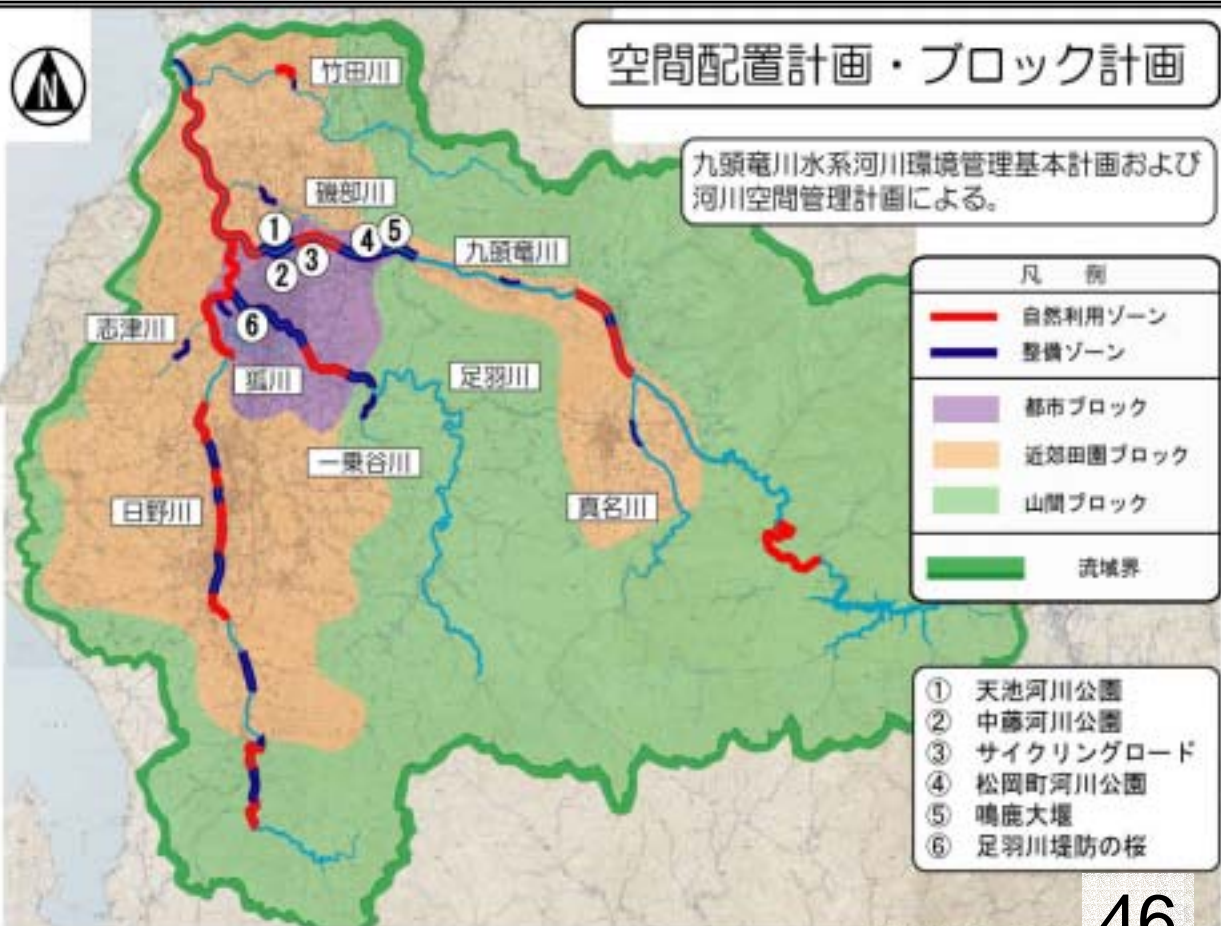 空間配置計画・ブロック計画
N
九頭竜川水系河川環境管理基本計画および
河川空間管理計画による。
竹田川
磯部川
①
②
③
④
⑤
九頭竜川
志津川
⑥
狐川
足羽川
一乗谷川
日野川
真名川
凡 例
自然利用ゾーン
整備ゾーン
都市ブロック
近郊田園ブロック
山間ブロック
流域界
① 天池河川公園
② 中藤河川公園
③ サイクリングロード
④ 松岡町河川公園
⑤ 鳴鹿大堰
⑥ 足羽川堤防の桜
46